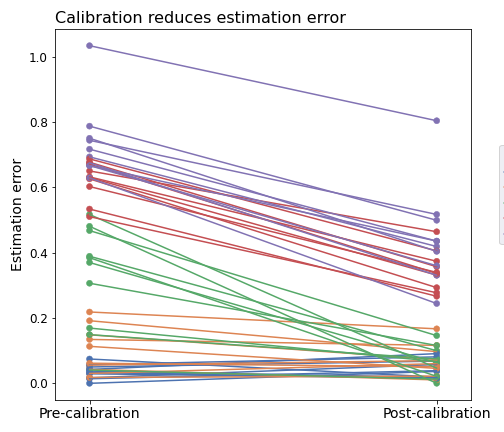 Calibration reduces estimation error
1.0
0.8
0.6
0.4
0.2
0.0
Estimation error
Pre-calibration
Post-calibration